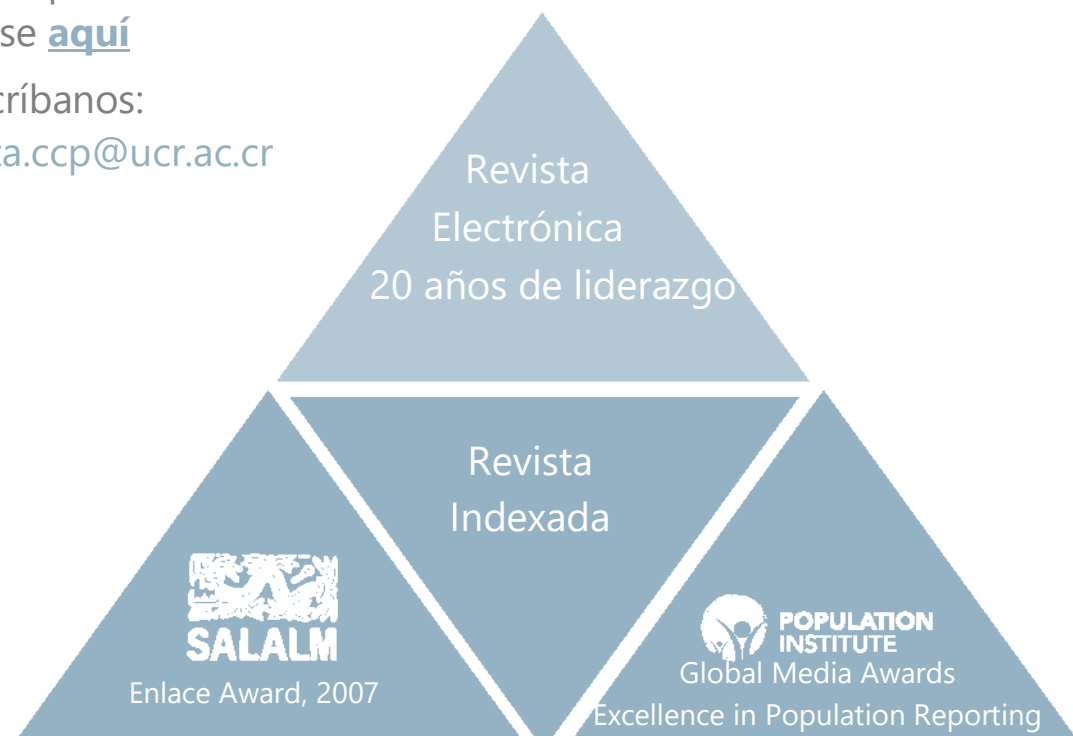 se aquí
críbanos:
ta.ccp@ucr.ac.cr
Revista
Electrónica
20 años de liderazgo
Revista
Indexada
SALALM
Enlace Award, 2007
POPULATION
INSTITUTE
Global Media Awards
Excellence in Population Reporting